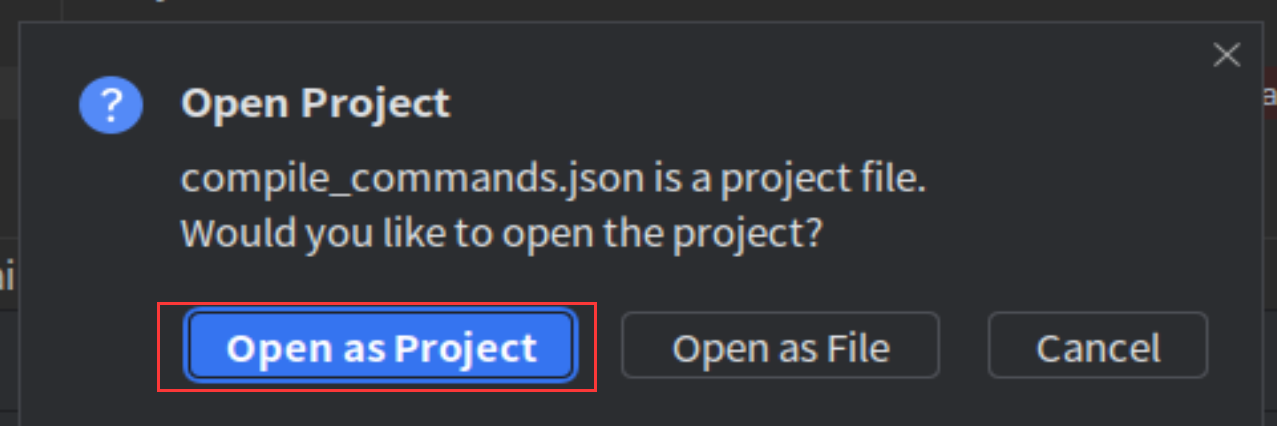 Open Project
compile_commands.json is a project file.
Would you like to open the project?
Open as Project Open as File Cancel